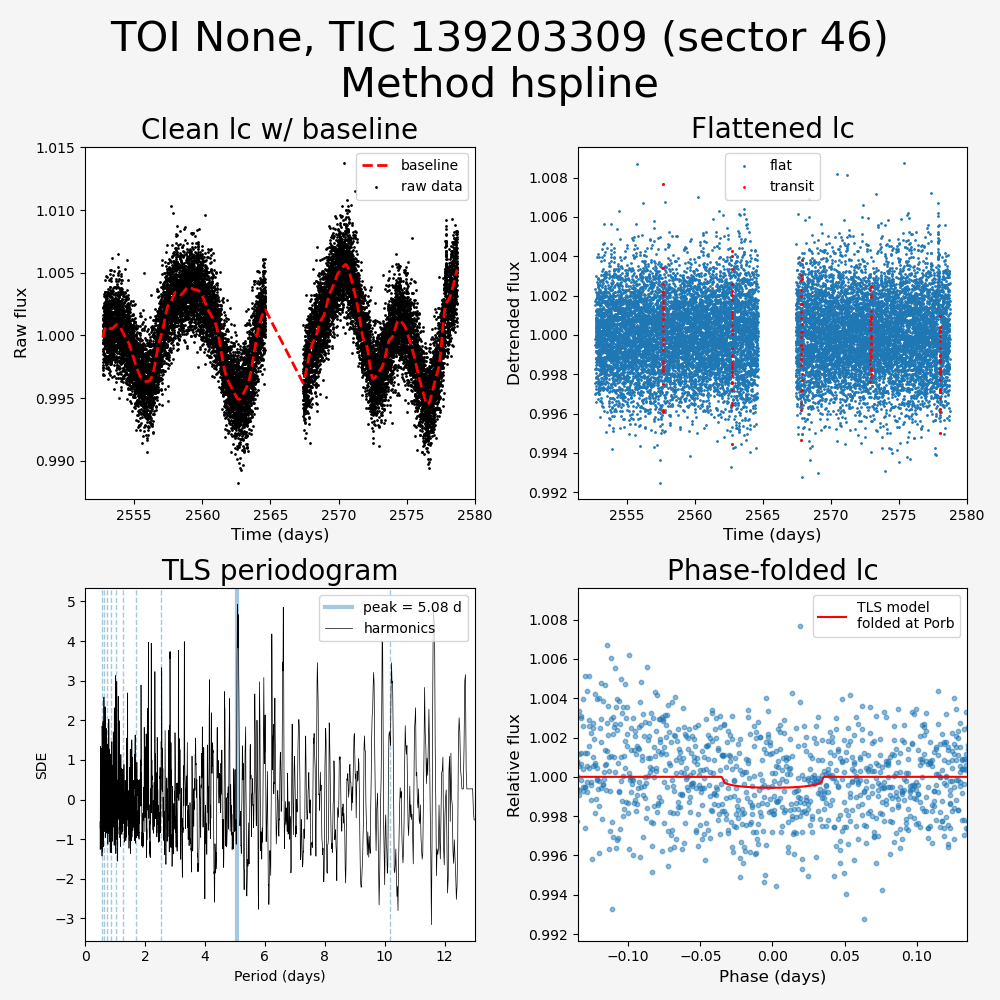 TOI None, TIC 139203309 (sector 46)
Method hspline
Clean lc w/ baseline
baseline
raw data
Raw flux
1.015
1.010
1.005
1.000
0.995
0.990
2555
2560
2565
2570
2575
2580
Time (days)
Flattened lc
flat
transit
Detrended flux
1.008
1.006
1.004
1.002
1.000
0.998
0.996
0.994
0.992
2555
2560
2565
2570
2575
2580
Time (days)
TLS periodogram
peak = 5.08 d
harmonics
SDE
5
4
3
2
1
0
−1
−2
−3
0
2
4
6
8
10
12
Period (days)
Phase-folded lc
TLS model
folded at Porb
Relative flux
1.008
1.006
1.004
1.002
1.000
0.998
0.996
0.994
0.992
−0.10
−0.05
0.00
0.05
0.10
Phase (days)